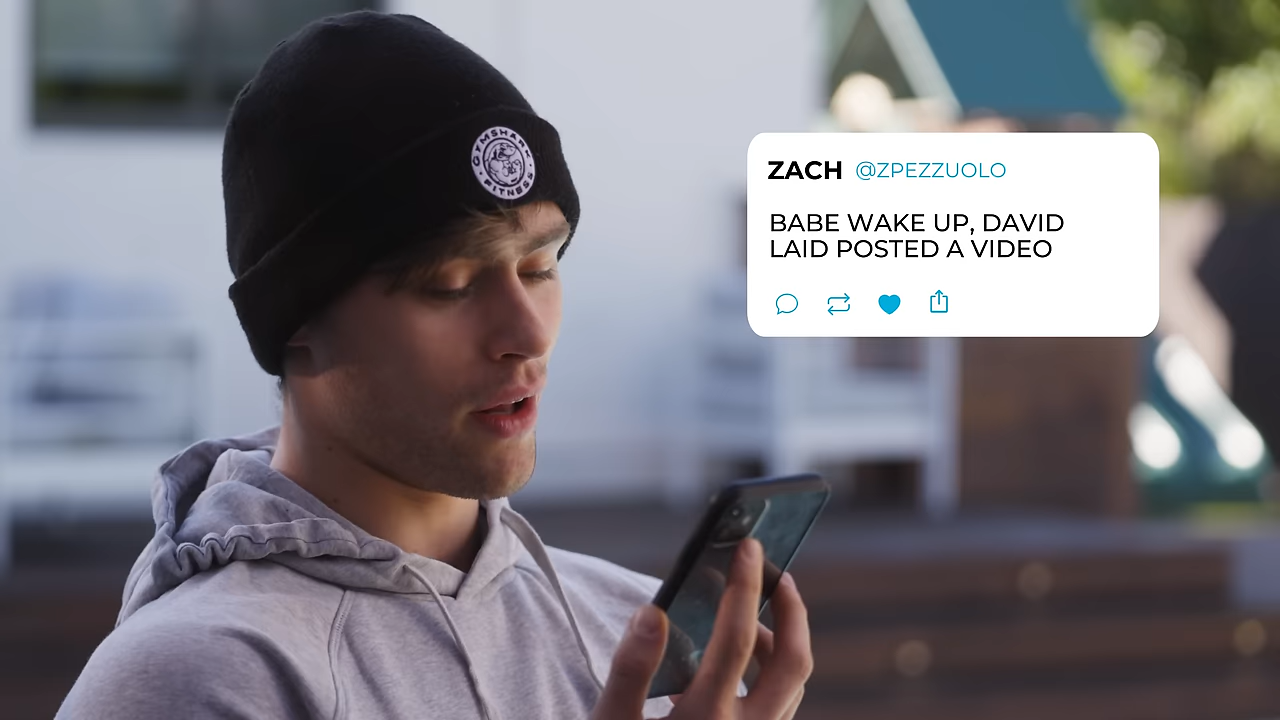 GYMSHARK
FITNESS
ZACH @ZPEZZUOLO
BABE WAKE UP, DAVID
LAID POSTED A VIDEO